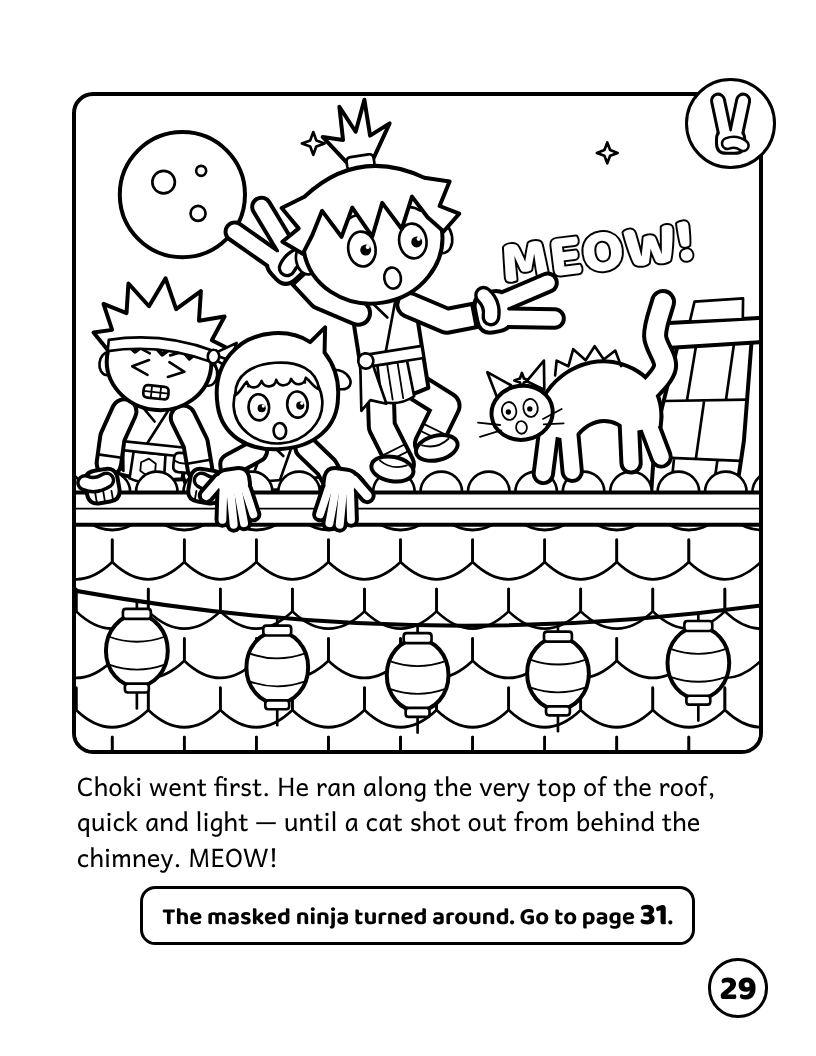 MEOW!
Choki went first. He ran along the very top of the roof,
quick and light — until a cat shot out from behind the
chimney. MEOW!
The masked ninja turned around. Go to page 31.
29